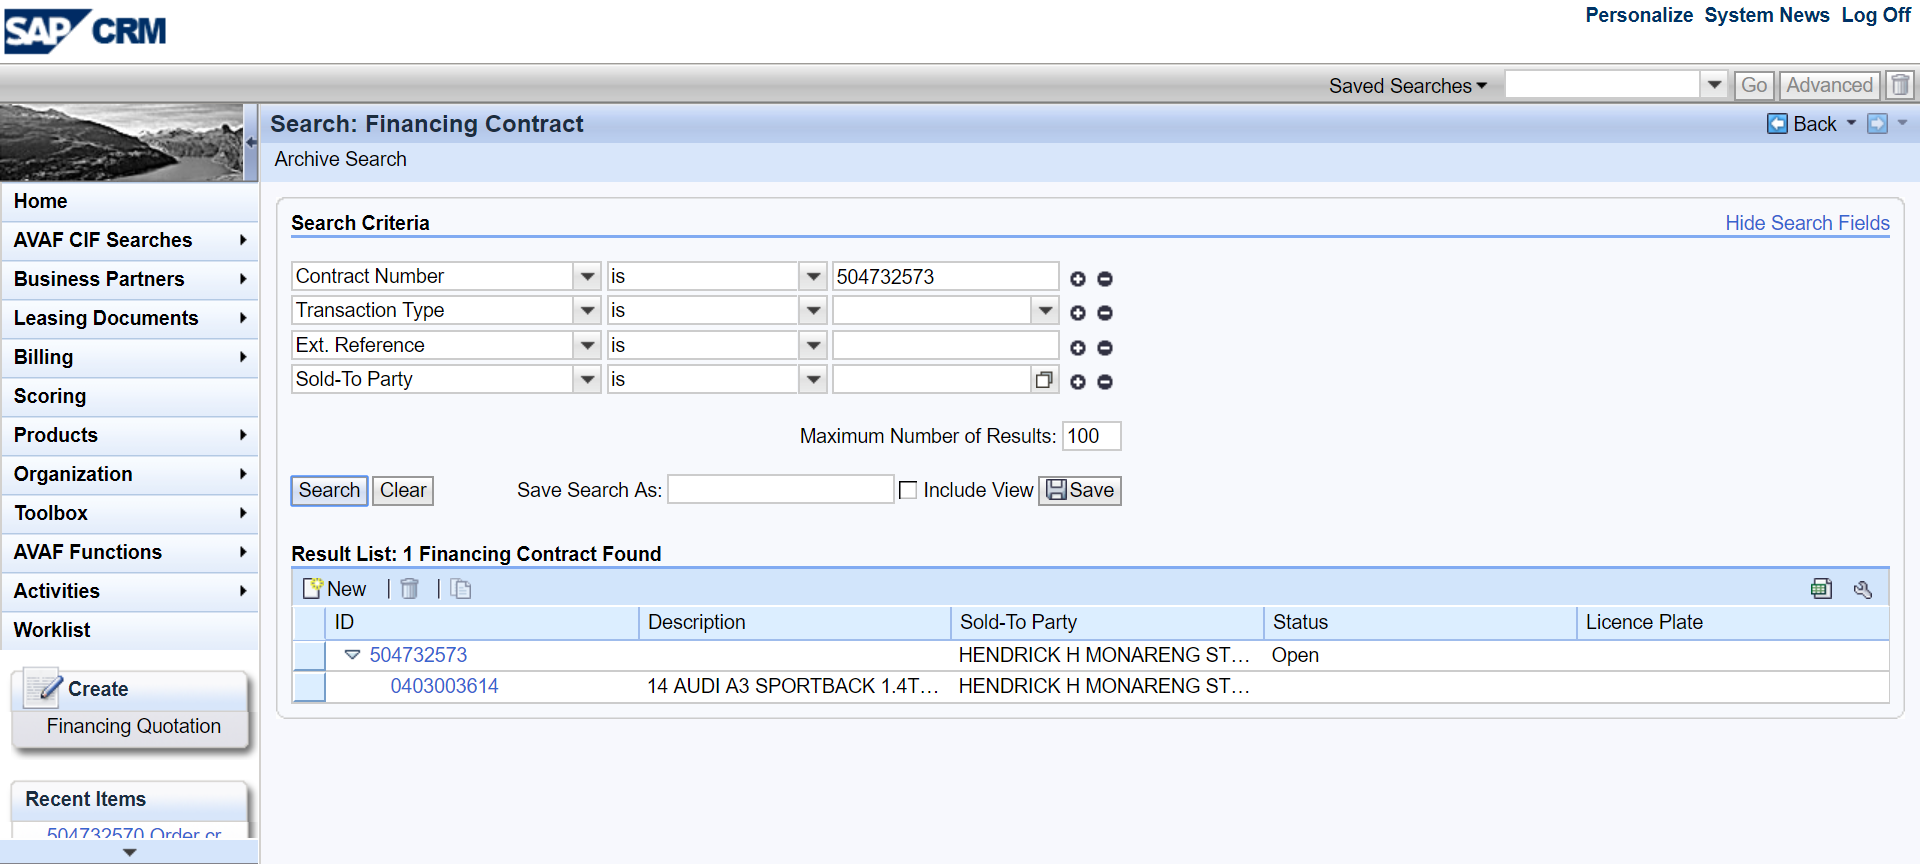 SAP CRM
Personalize System News Log Off
Saved Searches Go Advanced
Search: Financing Contract Back
Archive Search
Home
AVAF CIF Searches
Business Partners
Leasing Documents
Billing
Scoring
Products
Organization
Toolbox
AVAF Functions
Activities
Worklist
Create
Financing Quotation
Recent Items
504732570 Order cr
Search Criteria Hide Search Fields
Contract Number is 504732573
Transaction Type is
Ext. Reference is
Sold-To Party is
Maximum Number of Results: 100
Search Clear Save Search As: Include View Save
Result List: 1 Financing Contract Found
New
ID Description Sold-To Party Status Licence Plate
504732573 HENDRICK H MONARENG ST... Open
0403003614 14 AUDI A3 SPORTBACK 1.4T... HENDRICK H MONARENG ST...